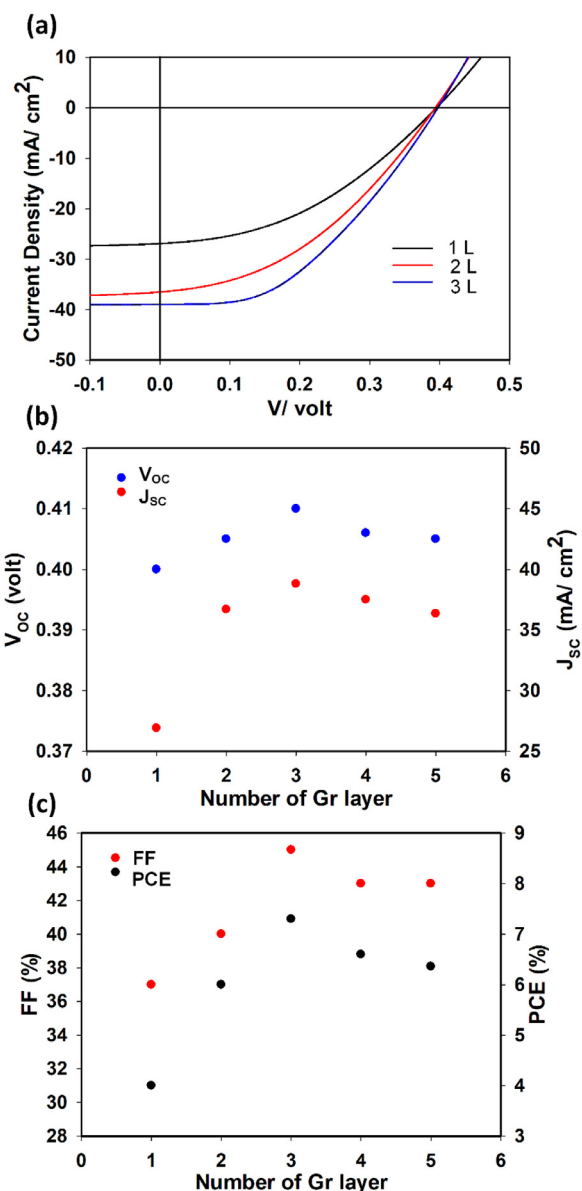 (a)
10
0
-10
-20
-30
-40
-50
Current Density (mA/ cm2)
1 L
2 L
3 L
-0.1 0.0 0.1 0.2 0.3 0.4 0.5
V/ volt
(b)
0.42
0.41
0.40
0.39
0.38
0.37
VOC (volt)
VOC
JSC
50
45
40
35
30
25
JSC (mA/ cm2)
0 1 2 3 4 5 6
Number of Gr layer
(c)
46
44
42
40
38
36
34
32
30
28
FF (%)
FF
PCE
9
8
7
6
5
4
3
PCE (%)
0 1 2 3 4 5 6
Number of Gr layer